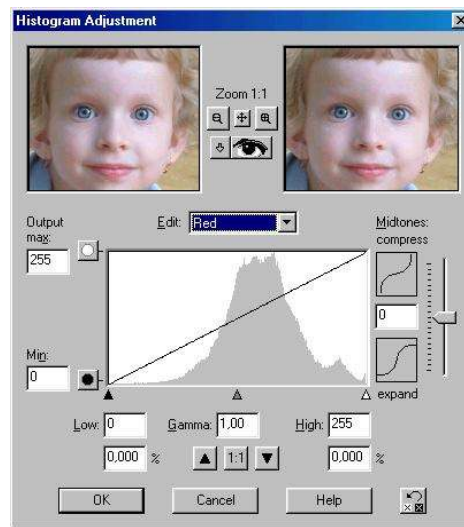 Histogram Adjustment
Zoom 1:1
Output
max:
255
Edit: Red
Midtones:
compress
0
Min:
0
expand
Low: 0 Gamma: 1,00 High: 255
0,000 % 1:1 0,000 %
OK Cancel Help